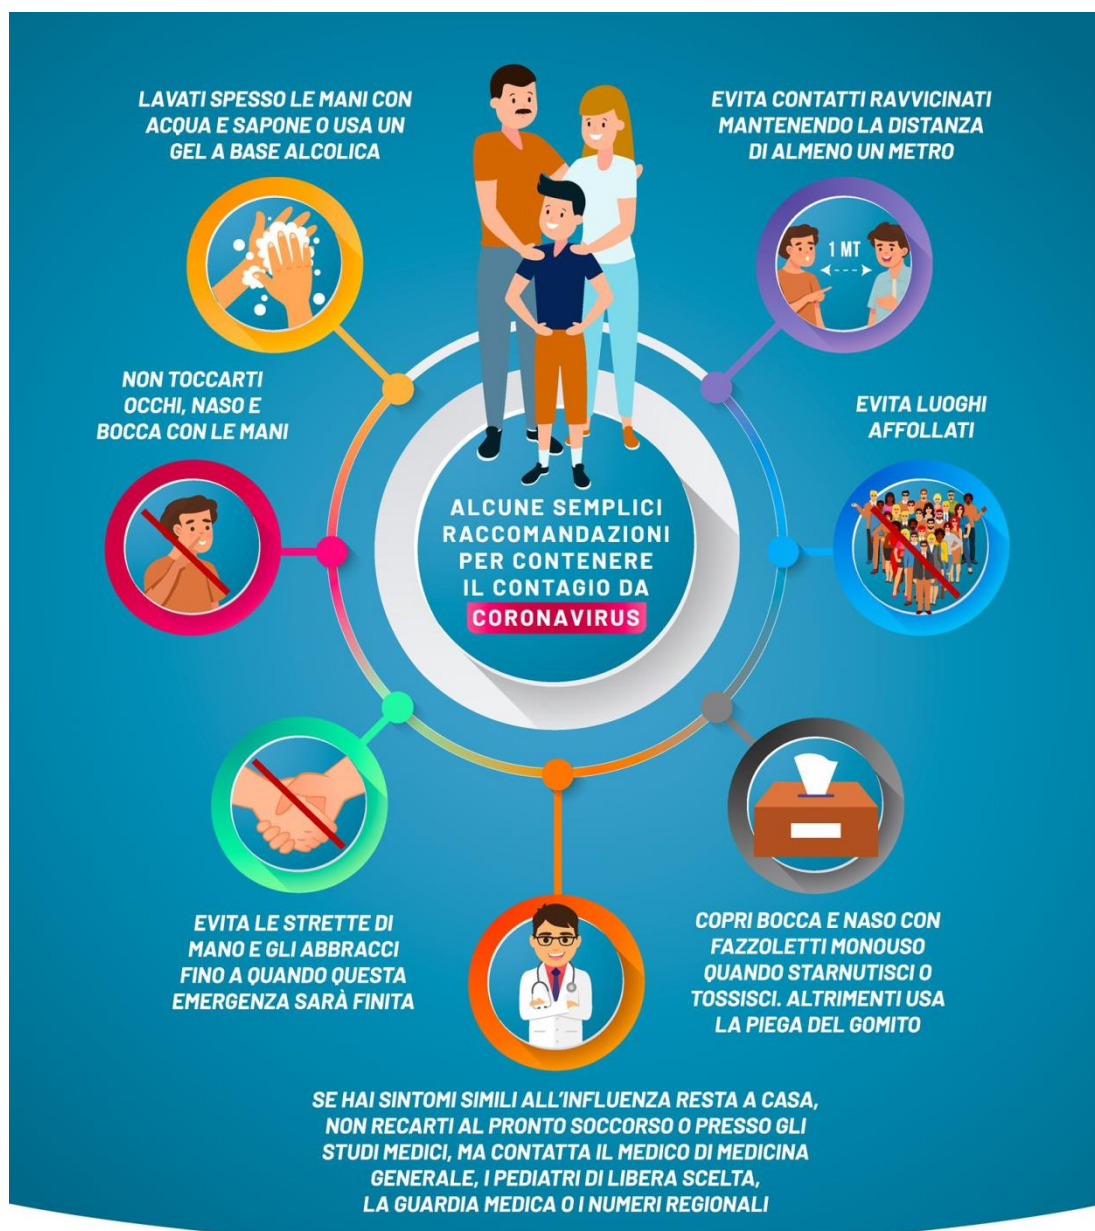 LAVATI SPESSO LE MANI CON
ACQUA E SAPONE O USA UN
GEL A BASE ALCOLICA
EVITA CONTATTI RAVVICINATI
MANTENENDO LA DISTANZA
DI ALMENO UN METRO
1 MT
NON TOCCARTI
OCCHI, NASO E
BOCCA CON LE MANI
EVITA LUOGHI
AFFOLLATI
ALCUNE SEMPLICI
RACCOMANDAZIONI
PER CONTENERE
IL CONTAGIO DA
CORONAVIRUS
EVITA LE STRETTE DI
MANO E GLI ABBRACCI
FINO A QUANDO QUESTA
EMERGENZA SARÀ FINITA
COPRI BOCCA E NASO CON
FAZZOLETTI MONOUSO
QUANDO STARNUTISCI O
TOSSISCI. ALTRIMENTI USA
LA PIEGA DEL GOMITO
SE HAI SINTOMI SIMILI ALL'INFLUENZA RESTA A CASA,
NON RECARTI AL PRONTO SOCCORSO O PRESSO GLI
STUDI MEDICI, MA CONTATTA IL MEDICO DI MEDICINA
GENERALE, I PEDIATRI DI LIBERA SCELTA,
LA GUARDIA MEDICA O I NUMERI REGIONALI